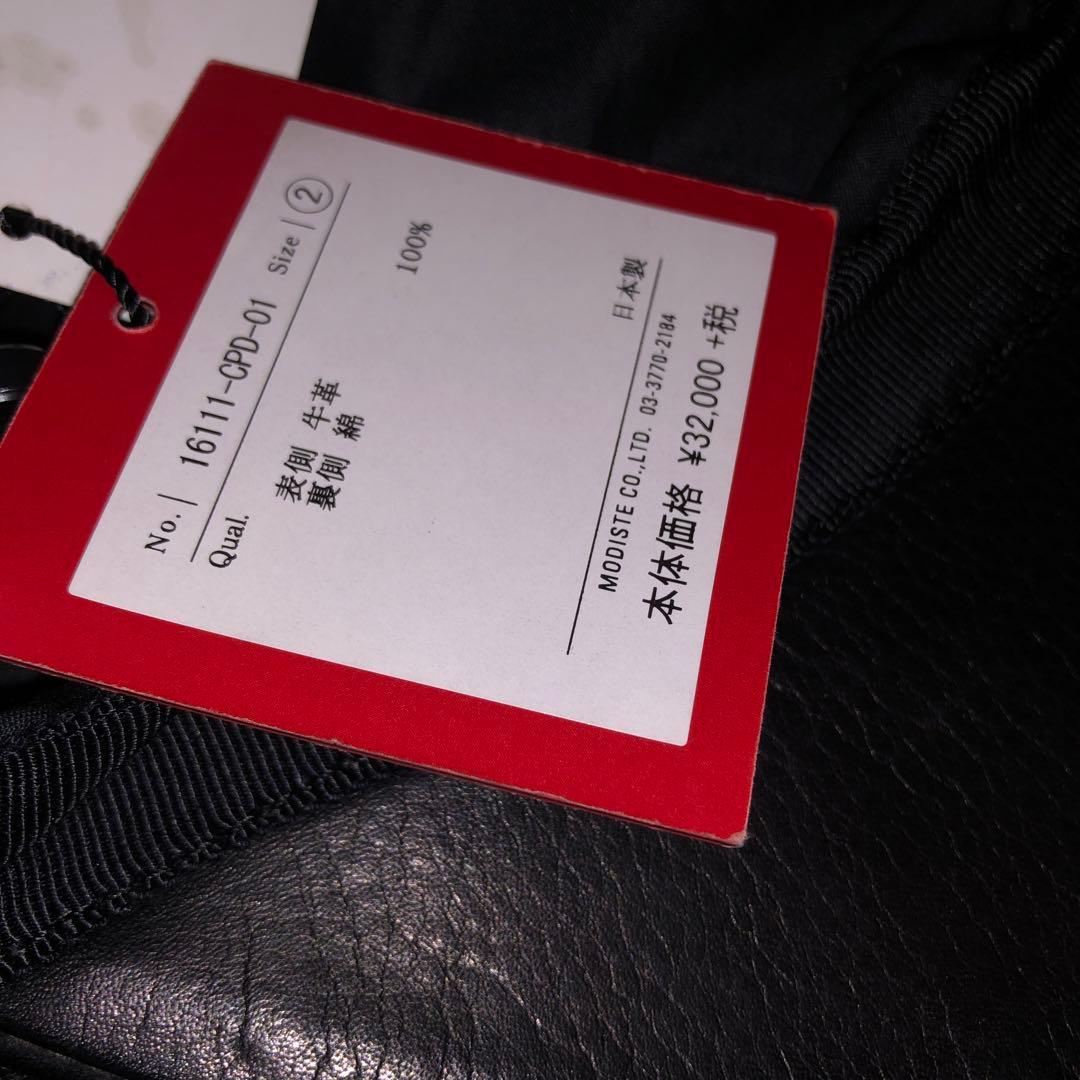 No. | 16111-CPD-01 Size | ②
Qual.
表側 牛革
裏側 綿 100%
日本製
MODISTE CO.,LTD. 03-3770-2184
本体価格 ¥32,000 +税